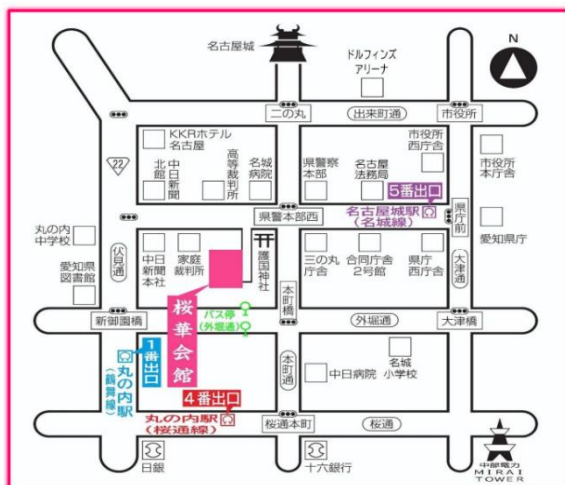 名古屋城
ドルフィンズ
アリーナ
N
二の丸
出来町通
市役所
KKRホテル
名古屋
北館
中日新聞
高等裁判所
名城
病院
県警察
本部
名古屋
法務局
市役所
西庁舎
市役所
本庁舎
22
5番出口
名古屋城駅
(名城線)
県警本部西
県庁前
丸の内
中学校
愛知県
図書館
伏見通
中日
新聞
本社
家庭
裁判所
護国神社
三の丸
庁舎
合同庁舎
2号館
県庁
西庁舎
愛知県庁
大津通
本町橋
バス停
(外堀通)
新御園橋
桜華会館
外堀通
大津橋
1番出口
丸の内駅
(鶴舞線)
本町通
中日病院
名城
小学校
4番出口
丸の内駅
(桜通線)
桜通本町
桜通
日銀
十六銀行
中部電力
MIRAI
TOWER